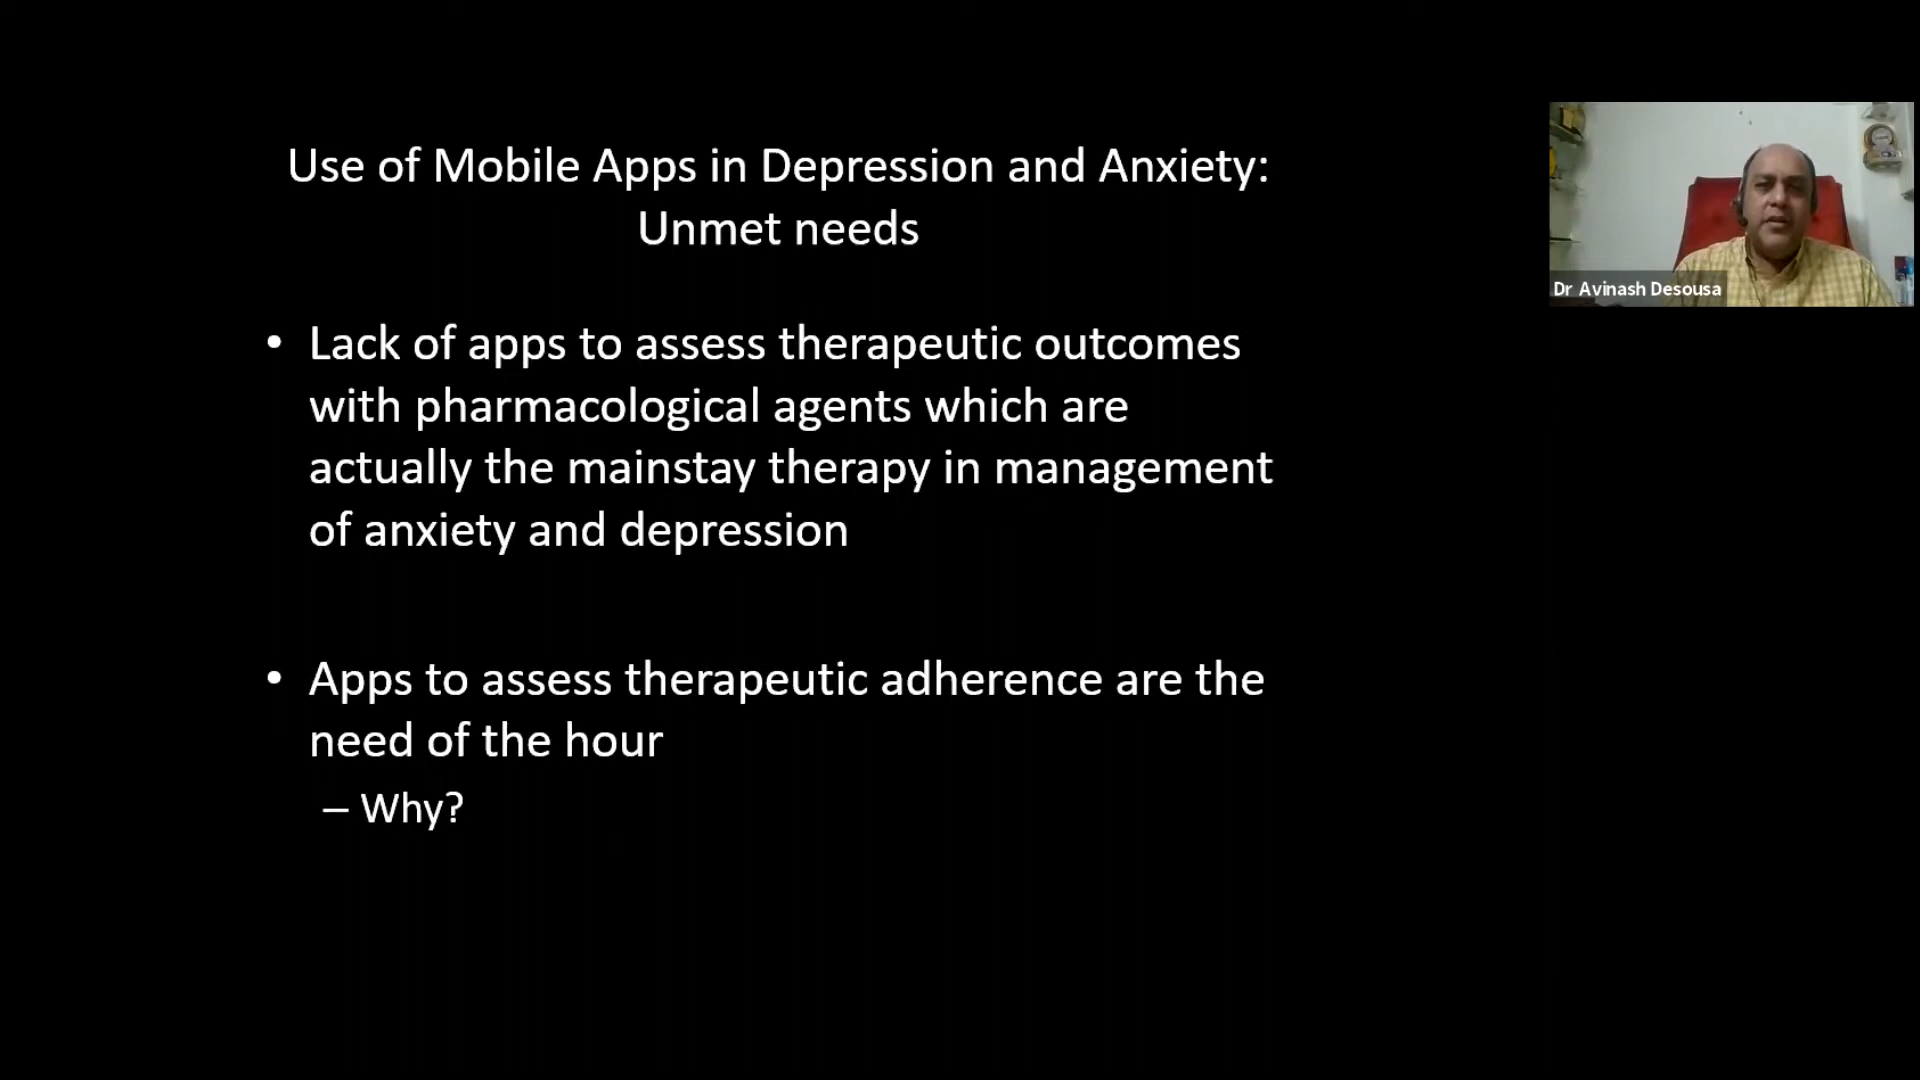 Use of Mobile Apps in Depression and Anxiety:
Unmet needs
• Lack of apps to assess therapeutic outcomes
with pharmacological agents which are
actually the mainstay therapy in management
of anxiety and depression
• Apps to assess therapeutic adherence are the
need of the hour
– Why?
Dr Avinash Desousa